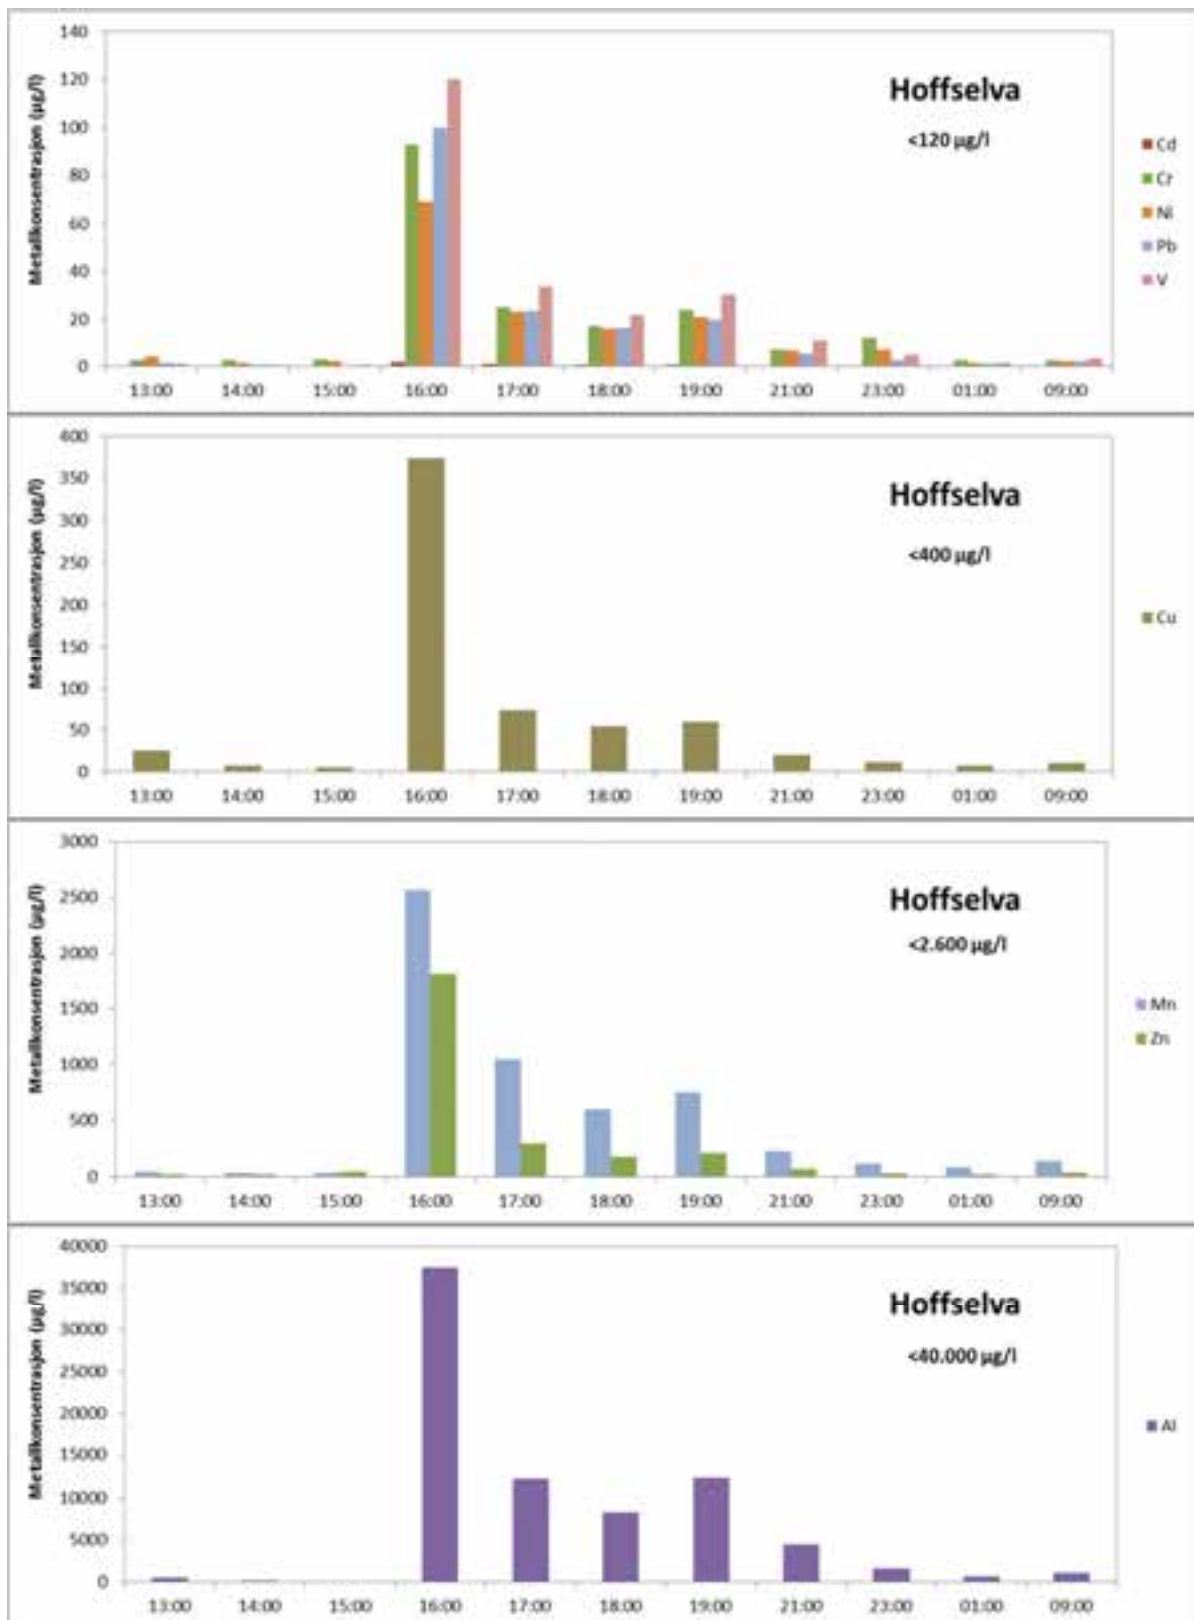 Metallkonsentrasjon (µg/l)
140
120
100
80
60
40
20
0
13:00 14:00 15:00 16:00 17:00 18:00 19:00 21:00 23:00 01:00 09:00
Hoffselva
<120 µg/l
Cd
Cr
Ni
Pb
V
Metallkonsentrasjon (µg/l)
400
350
300
250
200
150
100
50
0
13:00 14:00 15:00 16:00 17:00 18:00 19:00 21:00 23:00 01:00 09:00
Hoffselva
<400 µg/l
Cu
Metallkonsentrasjon (µg/l)
3000
2500
2000
1500
1000
500
0
13:00 14:00 15:00 16:00 17:00 18:00 19:00 21:00 23:00 01:00 09:00
Hoffselva
<2.600 µg/l
Mn
Zn
Metallkonsentrasjon (µg/l)
40000
35000
30000
25000
20000
15000
10000
5000
0
13:00 14:00 15:00 16:00 17:00 18:00 19:00 21:00 23:00 01:00 09:00
Hoffselva
<40.000 µg/l
Al